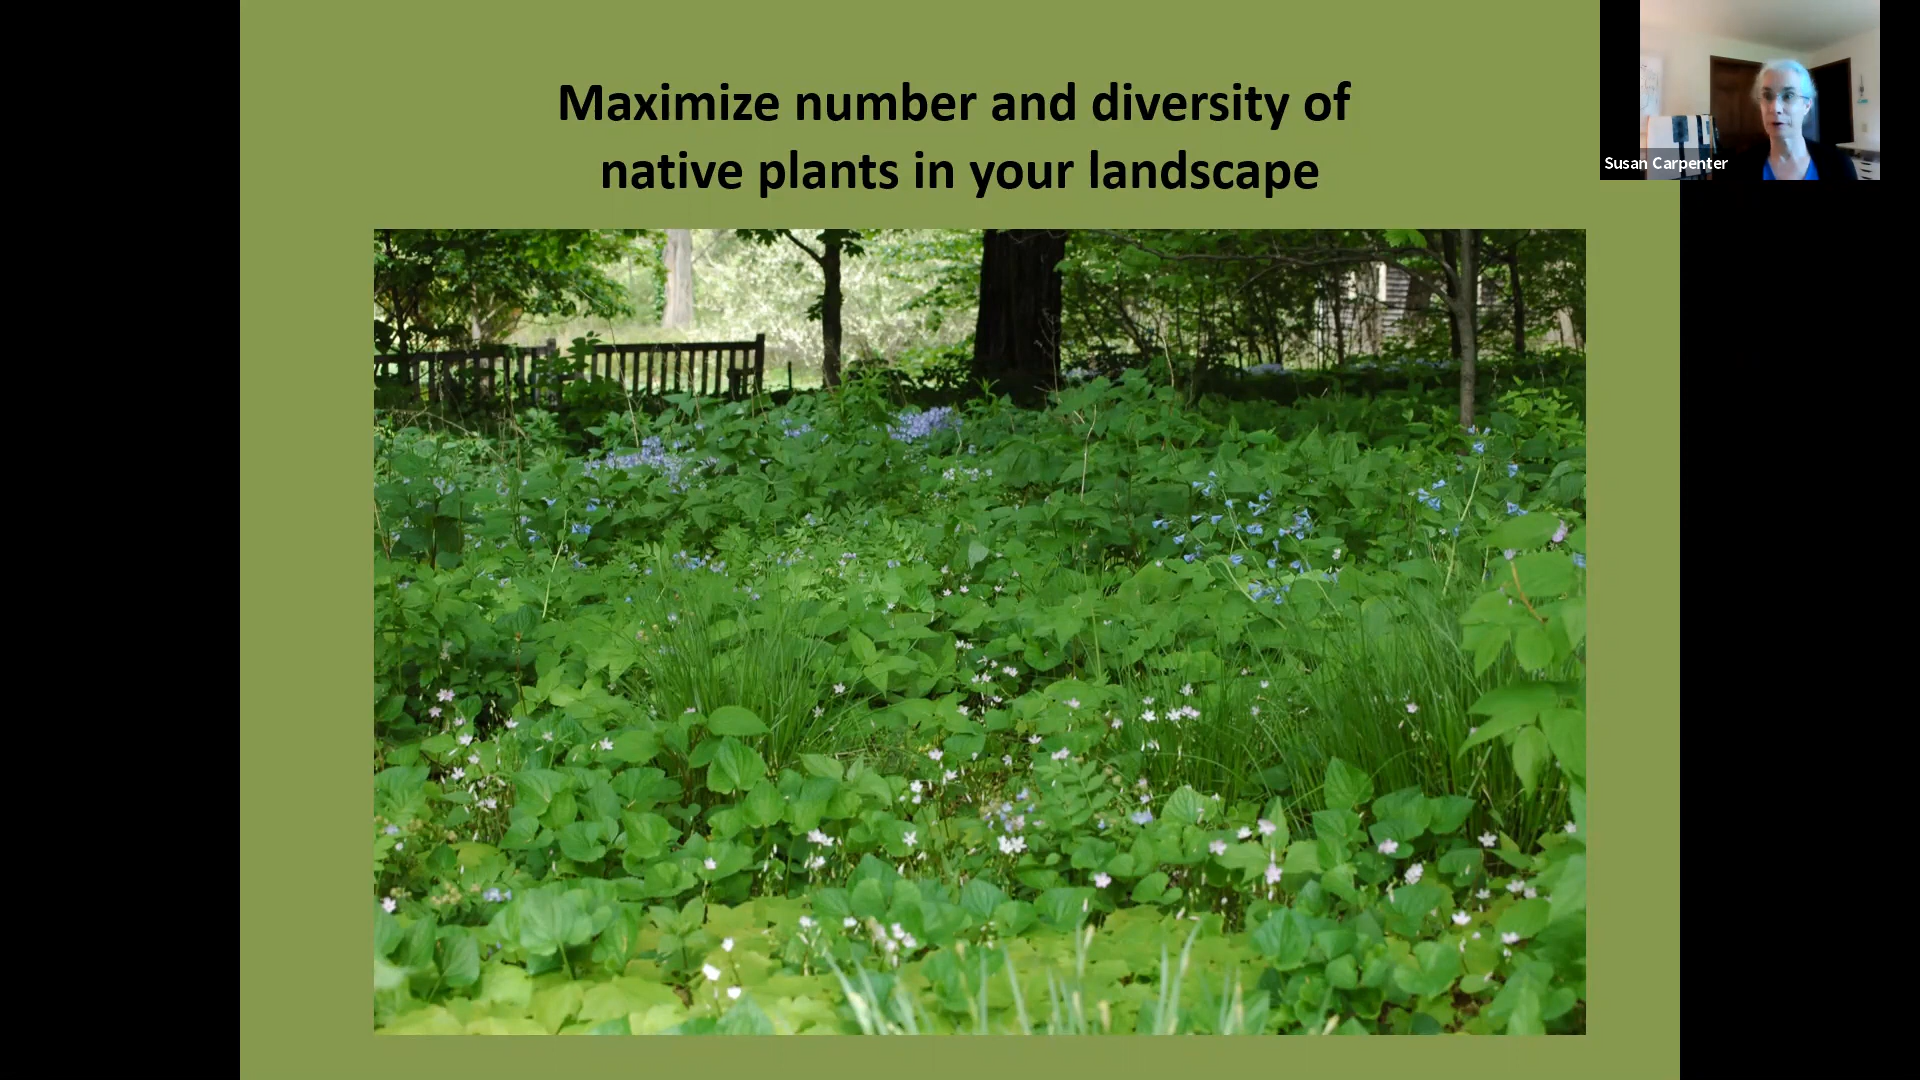 Maximize number and diversity of
native plants in your landscape
Susan Carpenter